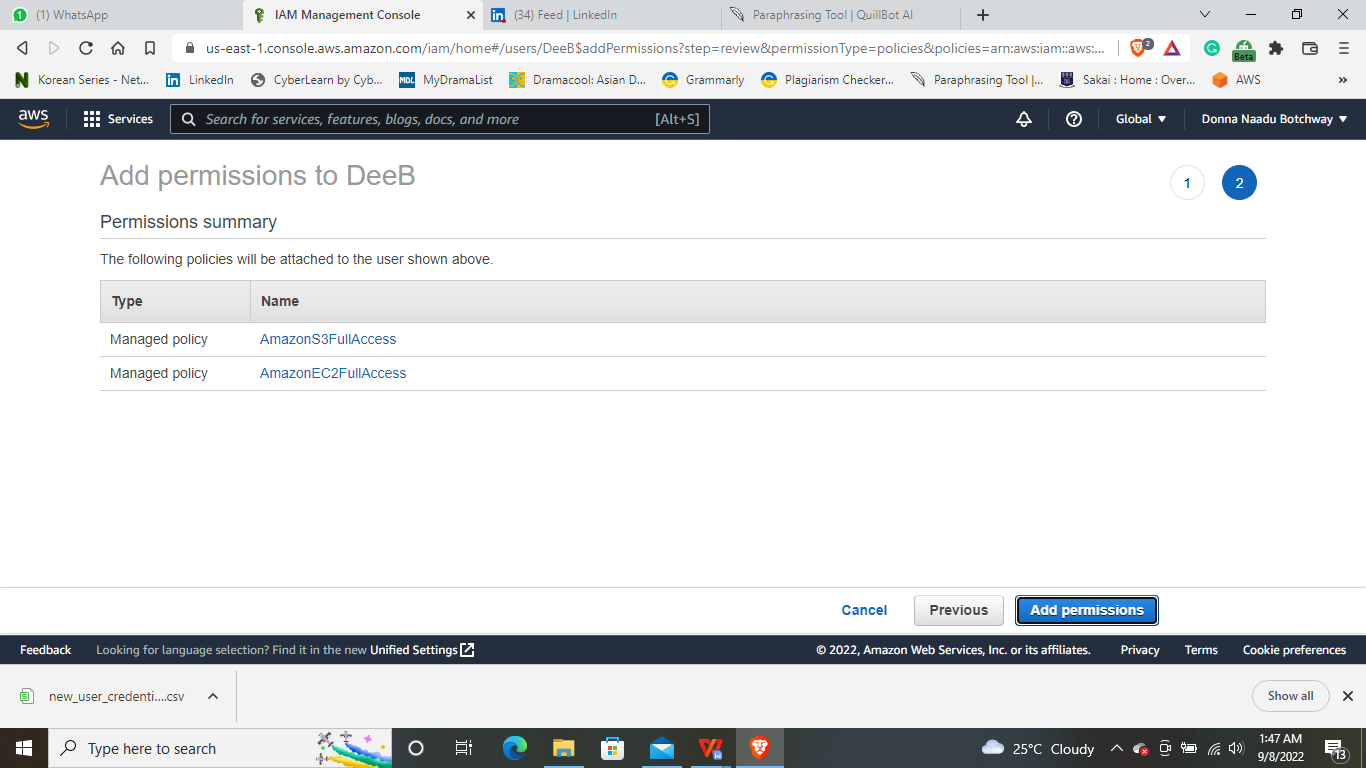 1
(1) WhatsApp
IAM Management Console
in
(34) Feed | LinkedIn
Paraphrasing Tool | QuillBot AI
us-east-1.console.aws.amazon.com/iam/home#/users/DeeB$addPermissions?step=review&permissionType=policies&policies=arn:aws:iam::aws:...
2
G
Beta
N
Korean Series - Net...
in
LinkedIn
CyberLearn by Cyb...
MDL
MyDramaList
Dramacool: Asian D...
Grammarly
Plagiarism Checker...
Paraphrasing Tool |...
Sakai : Home : Over...
AWS
»
aws
Services
Search for services, features, blogs, docs, and more
[Alt+S]
Global
Donna Naadu Botchway
Add permissions to DeeB
1
2
Permissions summary
The following policies will be attached to the user shown above.
Type
Name
Managed policy
AmazonS3FullAccess
Managed policy
AmazonEC2FullAccess
Cancel
Previous
Add permissions
Feedback
Looking for language selection? Find it in the new Unified Settings
© 2022, Amazon Web Services, Inc. or its affiliates.
Privacy
Terms
Cookie preferences
new_user_credenti....csv
Show all
Type here to search
W
25°C Cloudy
1:47 AM
9/8/2022
13